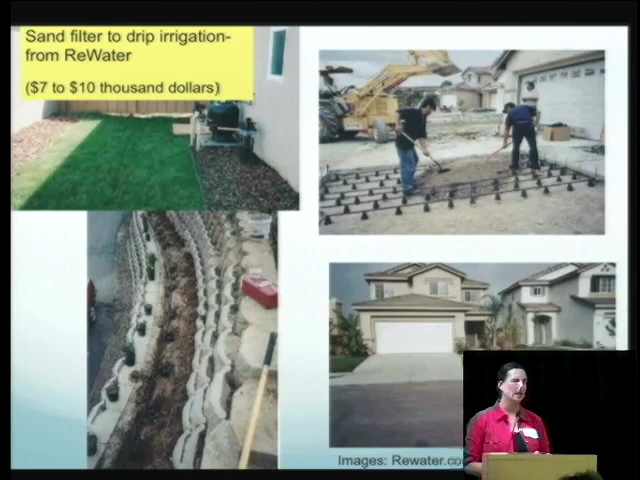 Sand filter to drip irrigation-
from ReWater
($7 to $10 thousand dollars)
Images: Rewater.co